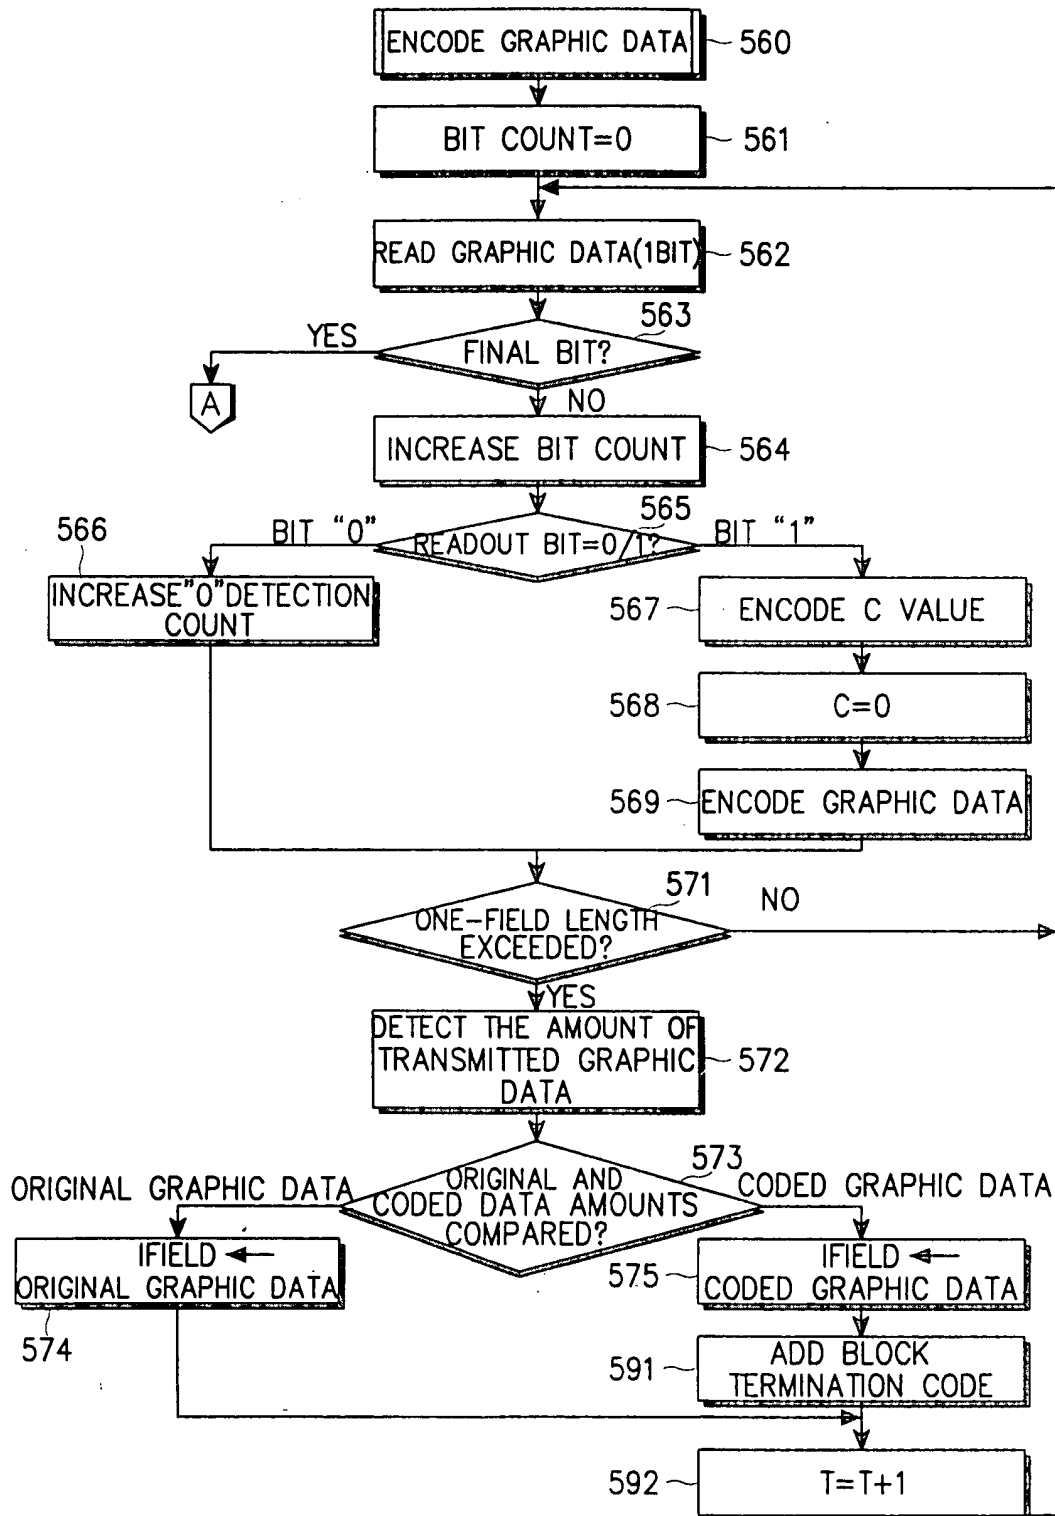 ENCODE GRAPHIC DATA 560
BIT COUNT=0 561
READ GRAPHIC DATA(1BIT) 562
563
YES
FINAL BIT?
A
NO
INCREASE BIT COUNT 564
566
BIT "0"
565
READOUT BIT=0/1?
BIT "1"
INCREASE"0"DETECTION
COUNT
567 ENCODE C VALUE
568 C=0
569 ENCODE GRAPHIC DATA
571
NO
ONE-FIELD LENGTH
EXCEEDED?
YES
DETECT THE AMOUNT OF
TRANSMITTED GRAPHIC
DATA
572
573
ORIGINAL GRAPHIC DATA
ORIGINAL AND
CODED DATA AMOUNTS
COMPARED?
CODED GRAPHIC DATA
IFIELD ←
ORIGINAL GRAPHIC DATA
574
575
IFIELD ←
CODED GRAPHIC DATA
591
ADD BLOCK
TERMINATION CODE
592 T=T+1